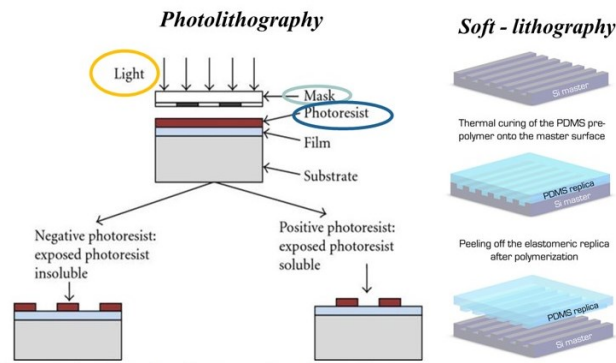 Photolithography
Light
Mask
Photoresist
Film
Substrate
Negative photoresist:
exposed photoresist
insoluble
Positive photoresist:
exposed photoresist
soluble
Soft - lithography
Si master
Thermal curing of the PDMS pre-
polymer onto the master surface
PDMS replica
Si master
Peeling off the elastomeric replica
after polymerization
PDMS replica
Si master